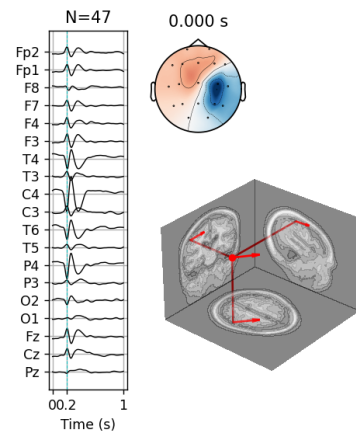 N=47
0.000 s
Fp2
Fp1
F8
F7
F4
F3
T4
T3
C4
C3
T6
T5
P4
P3
O2
O1
Fz
Cz
Pz
00.2 1
Time (s)